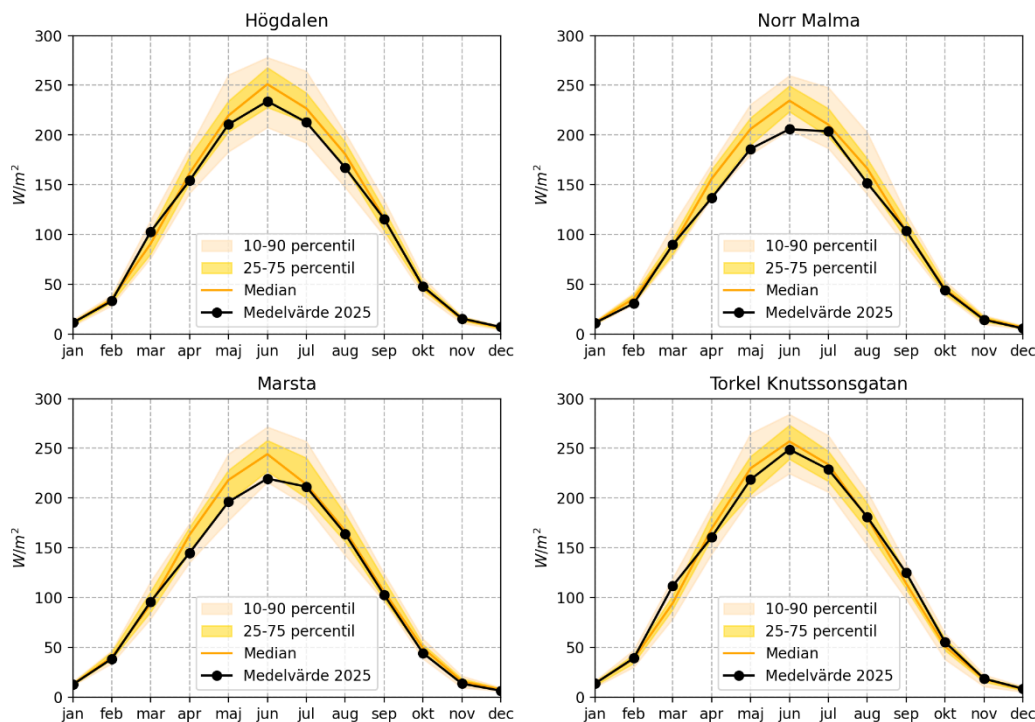 Högdalen
300
250
200
150
100
50
0
W/m²
10-90 percentil
25-75 percentil
Median
Medelvärde 2025
jan feb mar apr maj jun jul aug sep okt nov dec
Norr Malma
300
250
200
150
100
50
0
W/m²
10-90 percentil
25-75 percentil
Median
Medelvärde 2025
jan feb mar apr maj jun jul aug sep okt nov dec
Marsta
300
250
200
150
100
50
0
W/m²
10-90 percentil
25-75 percentil
Median
Medelvärde 2025
jan feb mar apr maj jun jul aug sep okt nov dec
Torkel Knutssonsgatan
300
250
200
150
100
50
0
W/m²
10-90 percentil
25-75 percentil
Median
Medelvärde 2025
jan feb mar apr maj jun jul aug sep okt nov dec